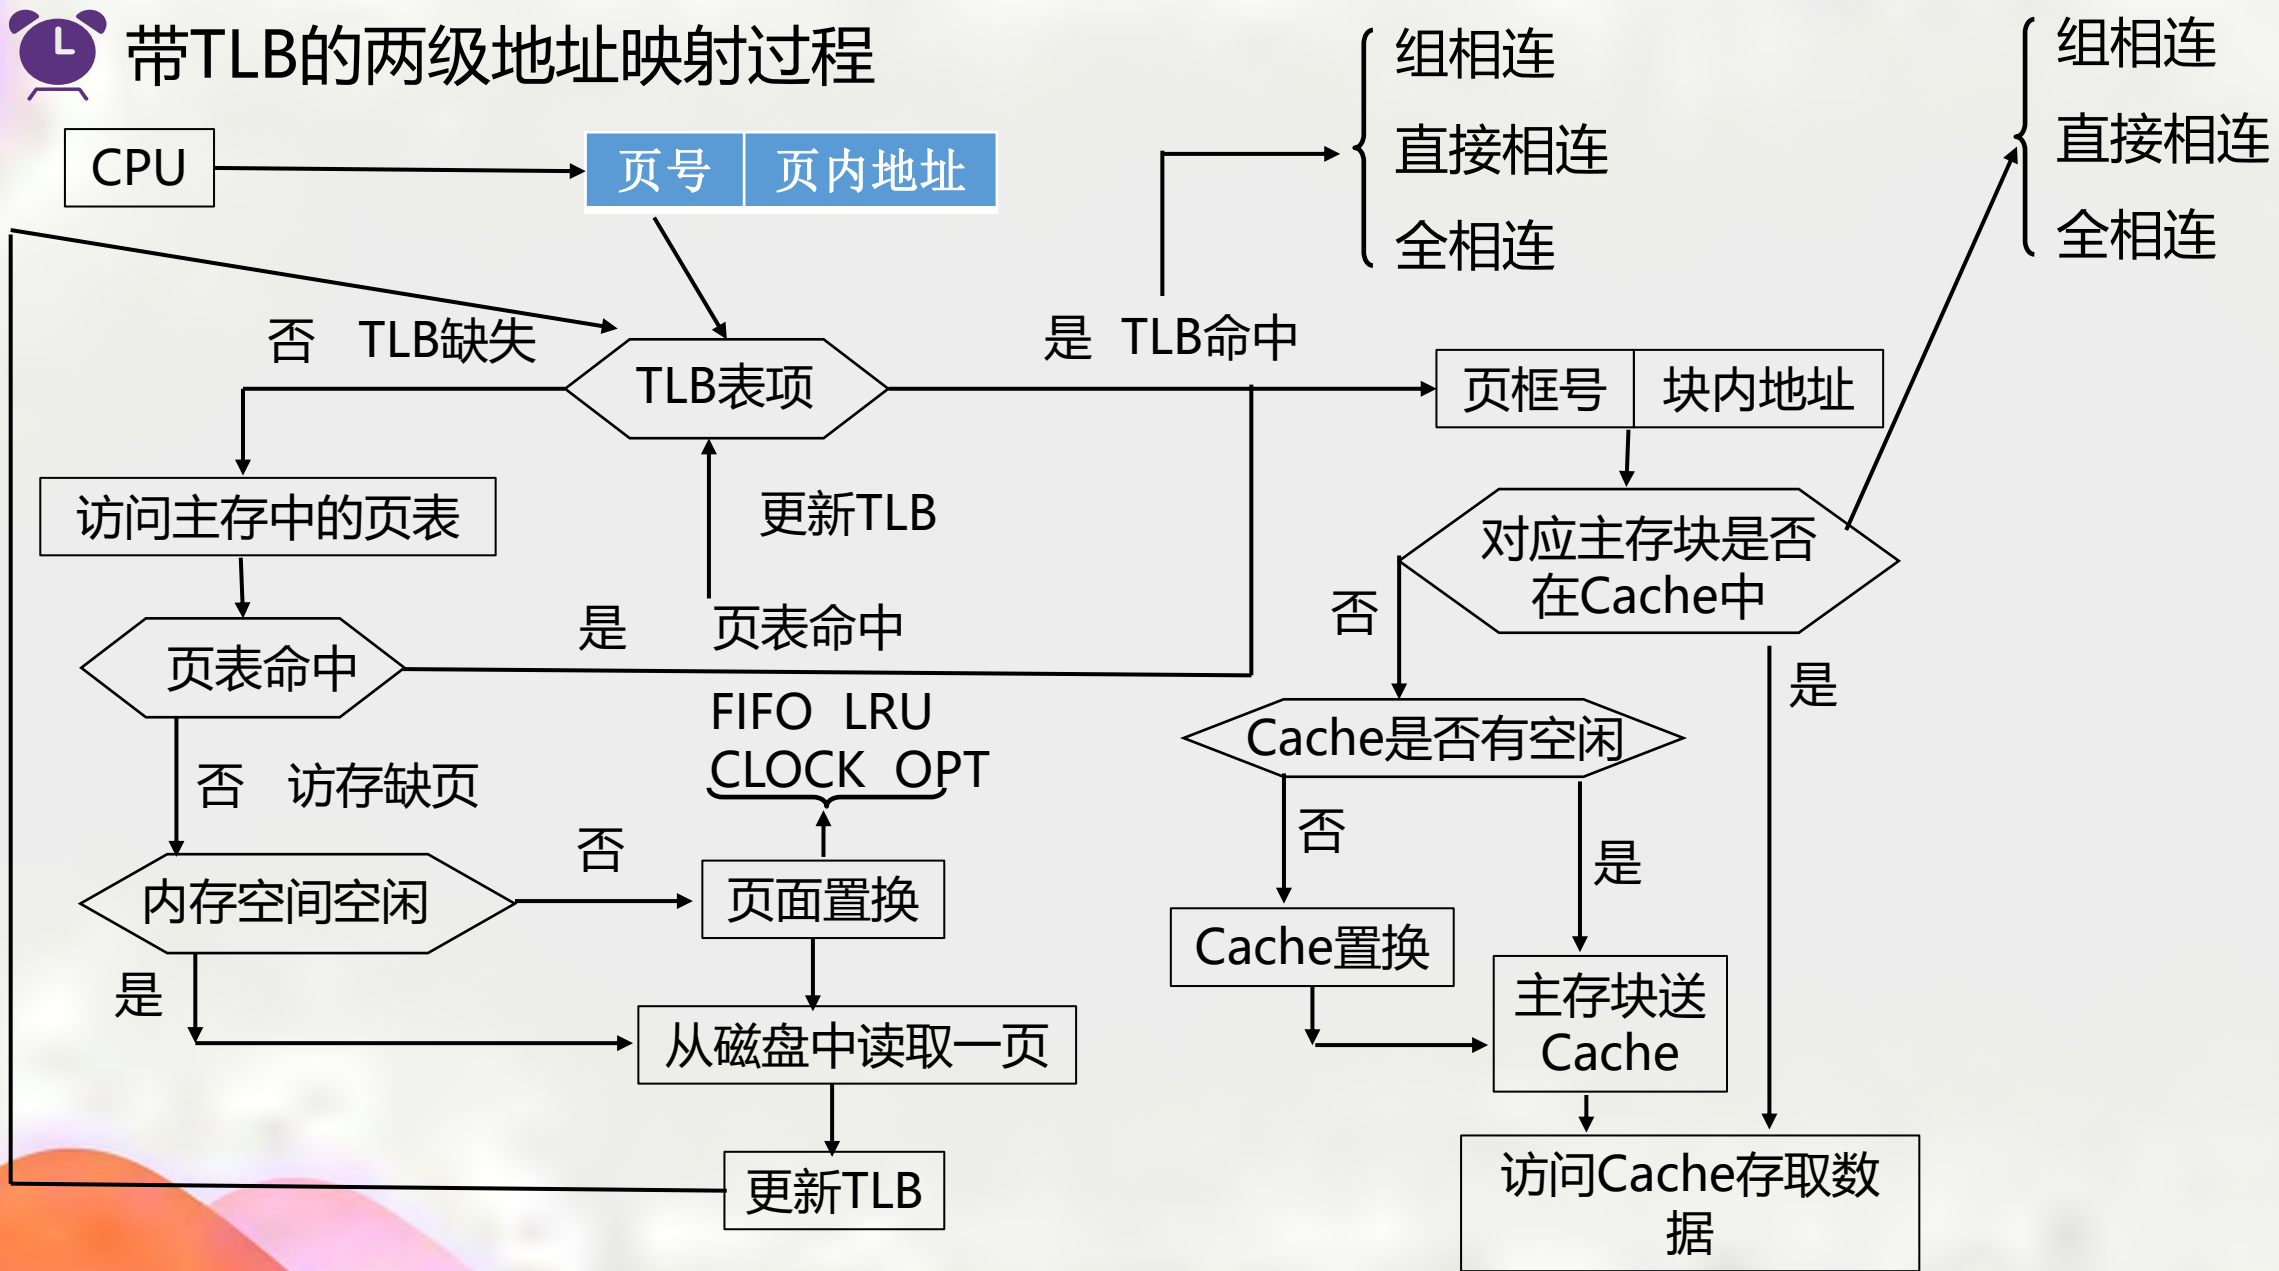 带TLB的两级地址映射过程
组相连
直接相连
全相连
组相连
直接相连
全相连
CPU
页号 页内地址
否 TLB缺失
是 TLB命中
TLB表项
页框号 块内地址
访问主存中的页表
更新TLB
对应主存块是否
在Cache中
否
是
页表命中
是 页表命中
FIFO LRU
CLOCK OPT
Cache是否有空闲
否 访存缺页
否
否
是
内存空间空闲
页面置换
Cache置换
是
主存块送
Cache
从磁盘中读取一页
更新TLB
访问Cache存取数
据